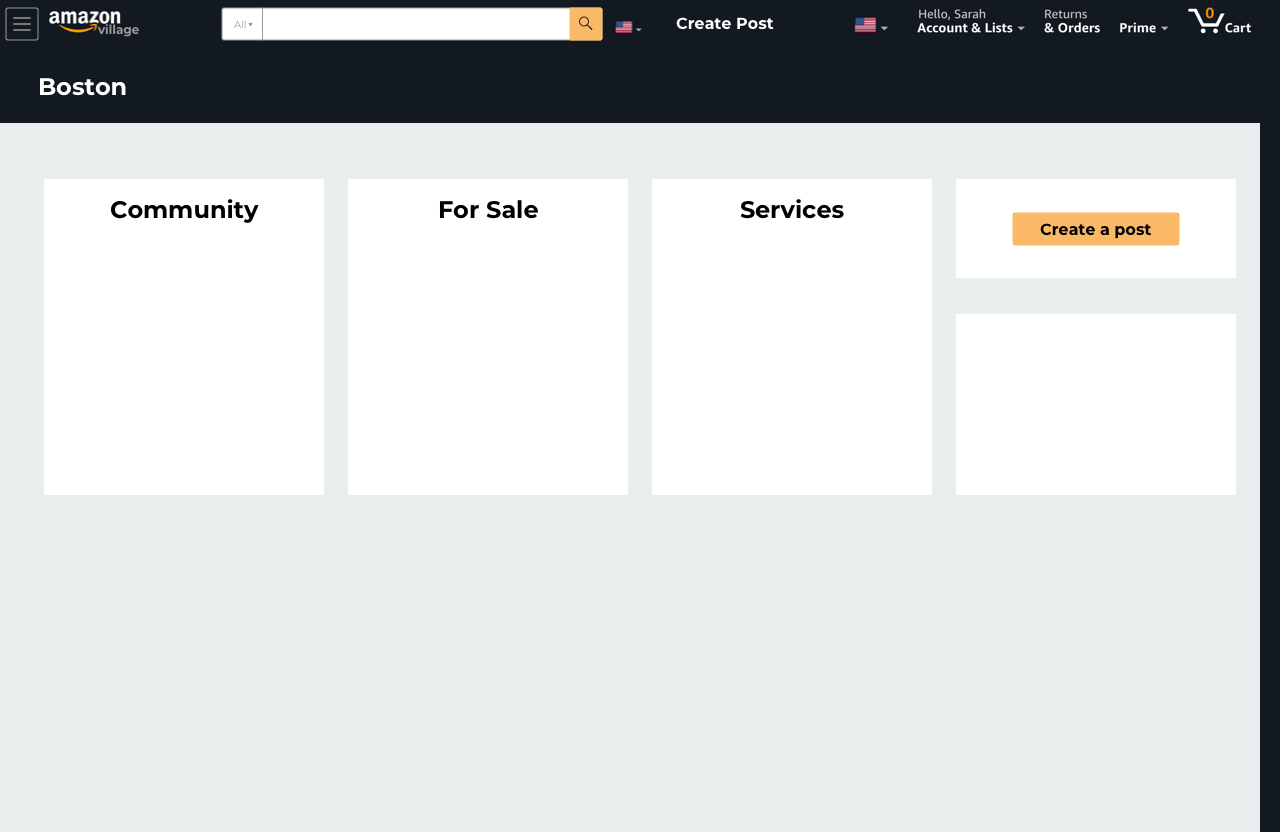 amazon
village
All
Create Post
Hello, Sarah
Account & Lists
Returns
& Orders
Prime
0
Cart
Boston
Community
For Sale
Services
Create a post